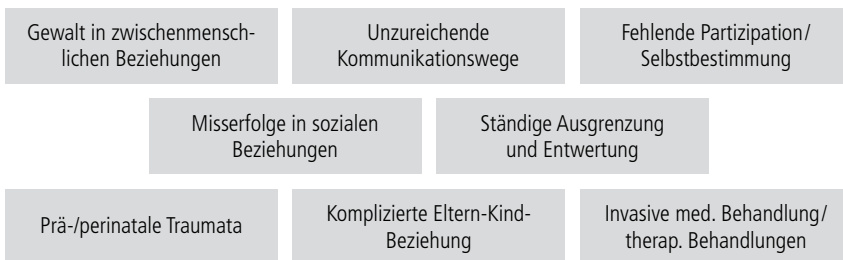 Gewalt in zwischenmensch-
lichen Beziehungen
Unzureichende
Kommunikationswege
Fehlende Partizipation/
Selbstbestimmung
Misserfolge in sozialen
Beziehungen
Ständige Ausgrenzung
und Entwertung
Prä-/perinatale Traumata
Komplizierte Eltern-Kind-
Beziehung
Invasive med. Behandlung/
therap. Behandlungen